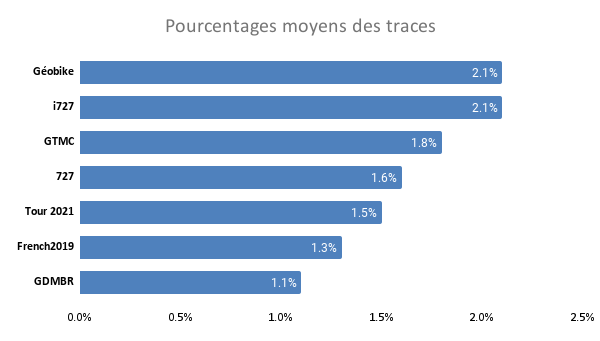 Pourcentages moyens des traces
Géobike 2.1%
i727 2.1%
GTMC 1.8%
727 1.6%
Tour 2021 1.5%
French2019 1.3%
GDMBR 1.1%
0.0% 0.5% 1.0% 1.5% 2.0% 2.5%